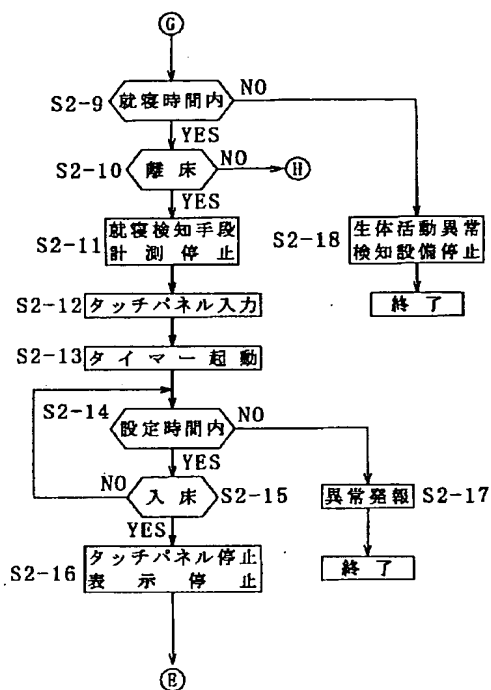 G
S2-9
就寝時間内
NO
YES
S2-10
離床
NO
H
YES
S2-11
就寝検知手段
計測停止
S2-18
生体活動異常
検知設備停止
S2-12
タッチパネル入力
終了
S2-13
タイマー起動
S2-14
設定時間内
NO
YES
NO
入床
S2-15
異常発報
S2-17
YES
S2-16
タッチパネル停止
表示停止
終了
E